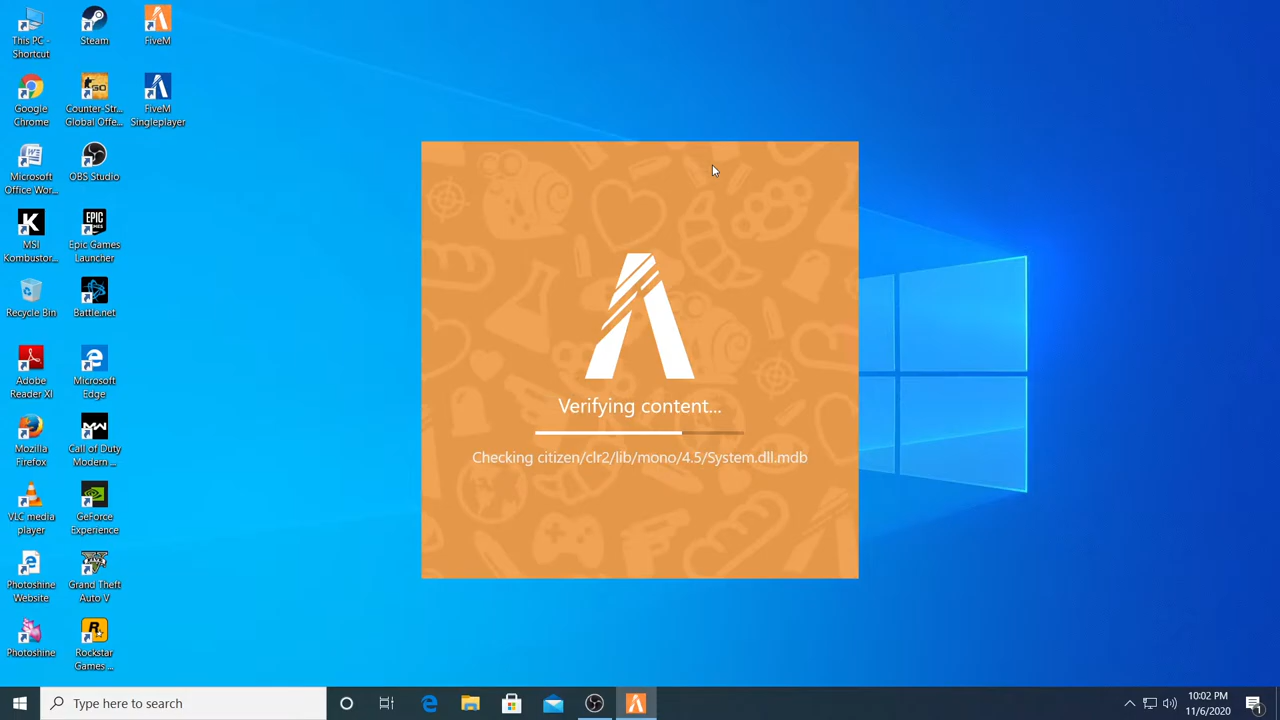 This PC -
Shortcut
Steam
FiveM
Google
Chrome
Counter-Str...
Global Offe...
FiveM
Singleplayer
Microsoft
Office Wor...
OBS Studio
MSI
Kombustor...
Epic Games
Launcher
Recycle Bin
Battle.net
Adobe
Reader XI
Microsoft
Edge
Mozilla
Firefox
Call of Duty
Modern ...
VLC media
player
GeForce
Experience
Photoshine
Website
Grand Theft
Auto V
Photoshine
Rockstar
Games ...
Verifying content...
Checking citizen/clr2/lib/mono/4.5/System.dll.mdb
Type here to search
10:02 PM
11/6/2020
1